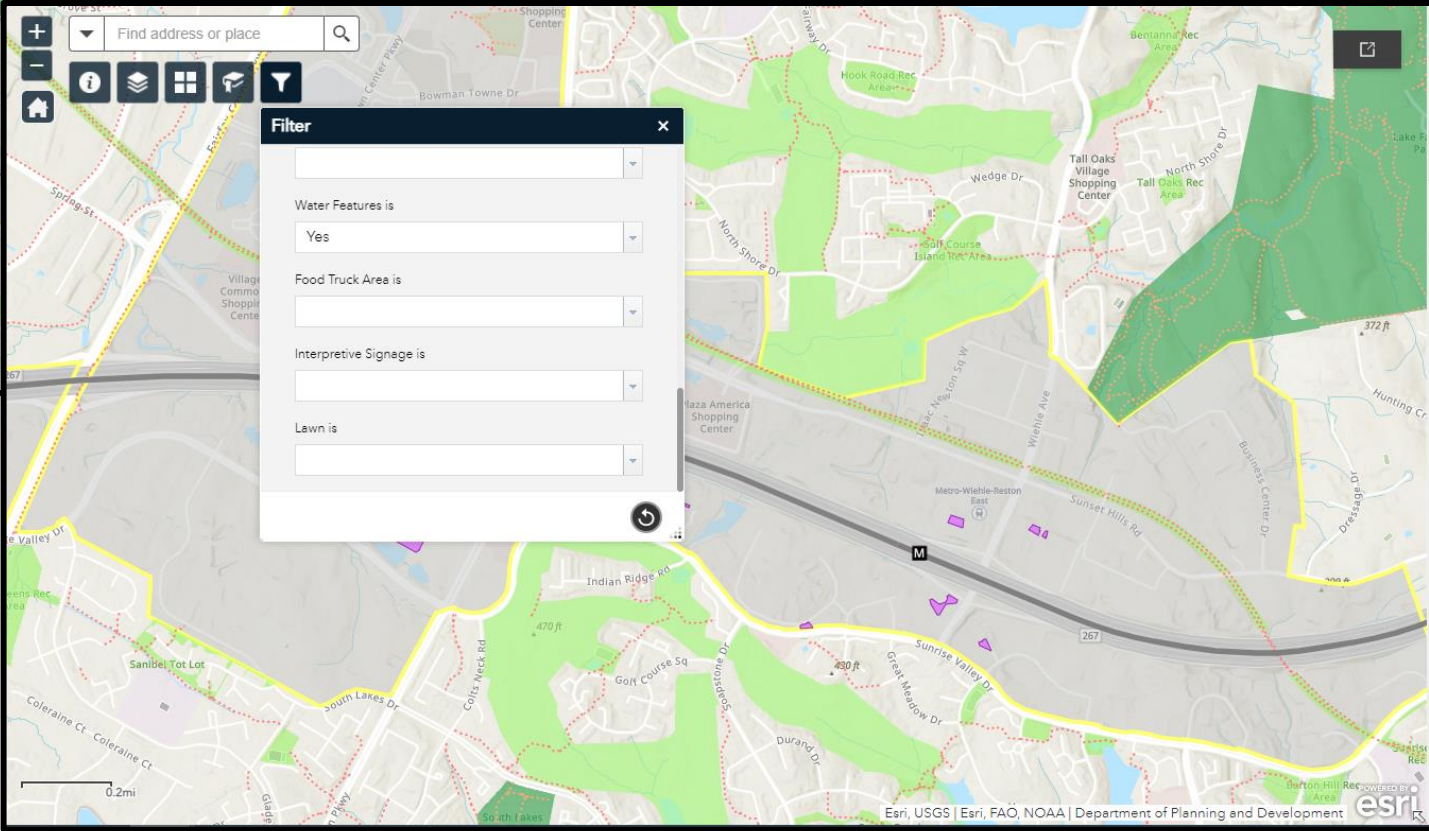 Find address or place
Shopping
Center
Bowman Towne Dr
Fairway Dr
Hook Road Rec
Area
Bentanna Rec
Area
Filter
Water Features is
Yes
Food Truck Area is
Interpretive Signage is
Lawn is
Spring St
Village
Shopping
Center
Wedge Dr
North Shore Dr
Tall Oaks
Village
Shopping
Center
Tall Oaks Rec
Area
North Shore Dr
Golf Course
Island Rec Area
372 ft
267
Plaza America
Shopping
Center
Isaac Newton Sq W
Wiehle Ave
Hunting Cr
Business Center Dr
Dressage Dr
Metro-Wiehle-Reston
East
Sunset Hills Rd
M
267
e Valley Dr
Indian Ridge Rd
470 ft
Sanibel Tot Lot
Colts Neck Rd
Golf Course Sq
Soapstone Dr
430 ft
Great Meadow Dr
Sunrise Valley Dr
South Lakes Dr
Coleraine Ct
Coleraine Ct
Durand Dr
0.2mi
South Lakes
Barton Hill Rec
Area
Esri, USGS | Esri, FAO, NOAA | Department of Planning and Development
POWERED BY
esri